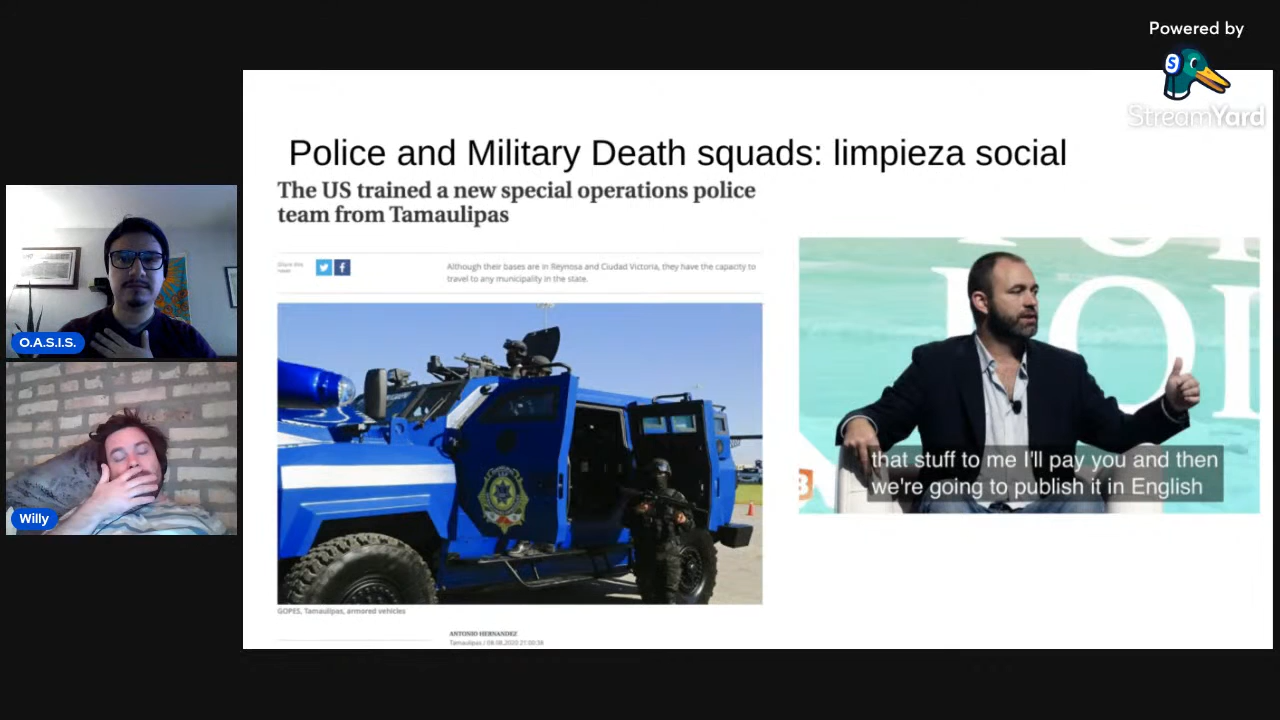 Powered by
StreamYard
Police and Military Death squads: limpieza social
The US trained a new special operations police
team from Tamaulipas
Share this
news
Although their bases are in Reynosa and Ciudad Victoria, they have the capacity to
travel to any municipality in the state.
O.A.S.I.S.
Willy
that stuff to me I'll pay you and then
we're going to publish it in English
GOPES, Tamaulipas, armored vehicles
ANTONIO HERNANDEZ